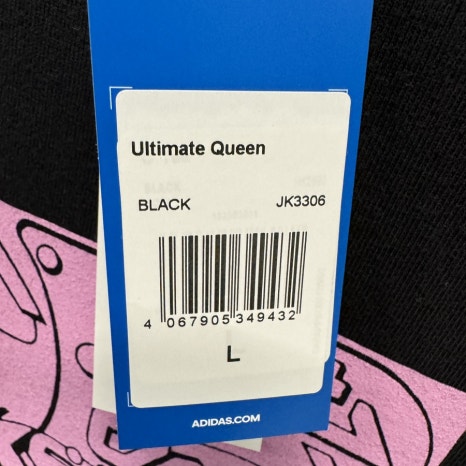 Ultimate Queen
BLACK JK3306
4 067905 349432
L
ADIDAS.COM